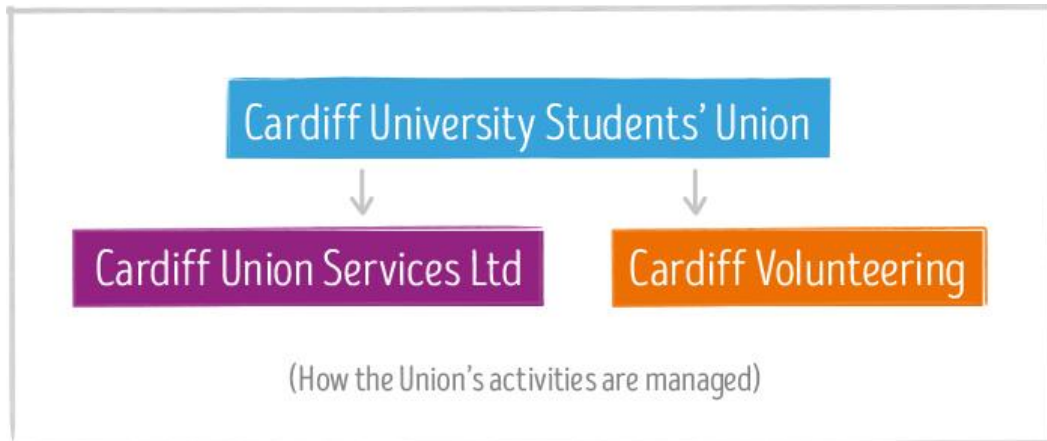 Cardiff University Students' Union
Cardiff Union Services Ltd
Cardiff Volunteering
(How the Union's activities are managed)